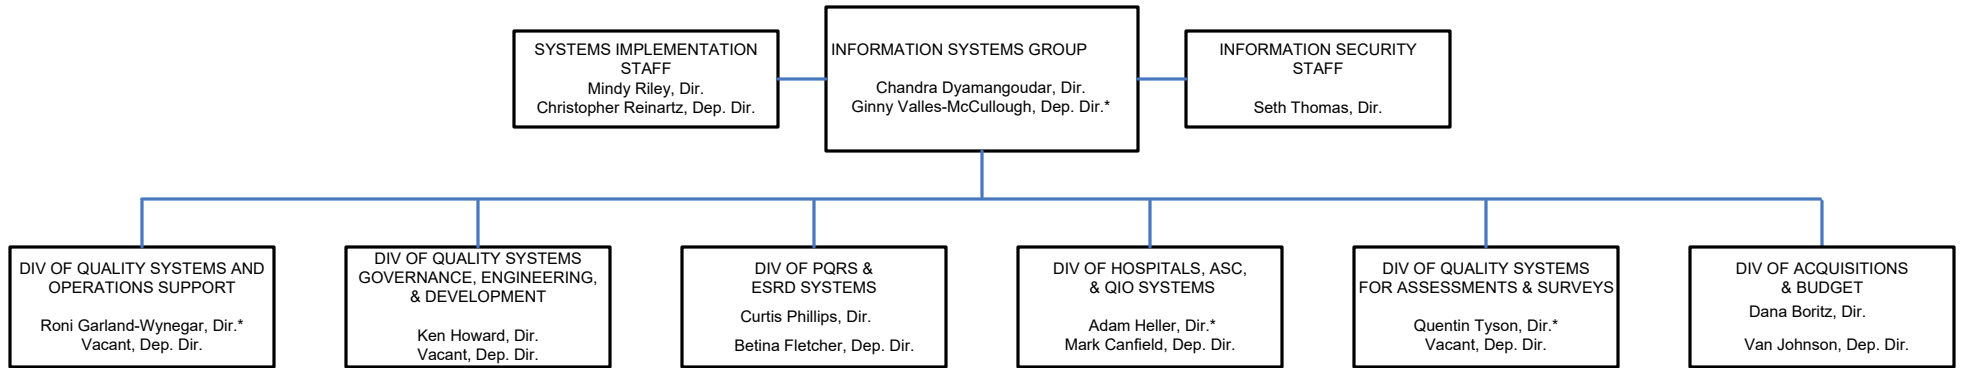 SYSTEMS IMPLEMENTATION
STAFF
Mindy Riley, Dir.
Christopher Reinartz, Dep. Dir.
INFORMATION SYSTEMS GROUP
Chandra Dyamangoudar, Dir.
Ginny Valles-McCullough, Dep. Dir.*
INFORMATION SECURITY
STAFF
Seth Thomas, Dir.
DIV OF QUALITY SYSTEMS AND
OPERATIONS SUPPORT
Roni Garland-Wynegar, Dir.*
Vacant, Dep. Dir.
DIV OF QUALITY SYSTEMS
GOVERNANCE, ENGINEERING,
& DEVELOPMENT
Ken Howard, Dir.
Vacant, Dep. Dir.
DIV OF PQRS &
ESRD SYSTEMS
Curtis Phillips, Dir.
Betina Fletcher, Dep. Dir.
DIV OF HOSPITALS, ASC,
& QIO SYSTEMS
Adam Heller, Dir.*
Mark Canfield, Dep. Dir.
DIV OF QUALITY SYSTEMS
FOR ASSESSMENTS & SURVEYS
Quentin Tyson, Dir.*
Vacant, Dep. Dir.
DIV OF ACQUISITIONS
& BUDGET
Dana Boritz, Dir.
Van Johnson, Dep. Dir.